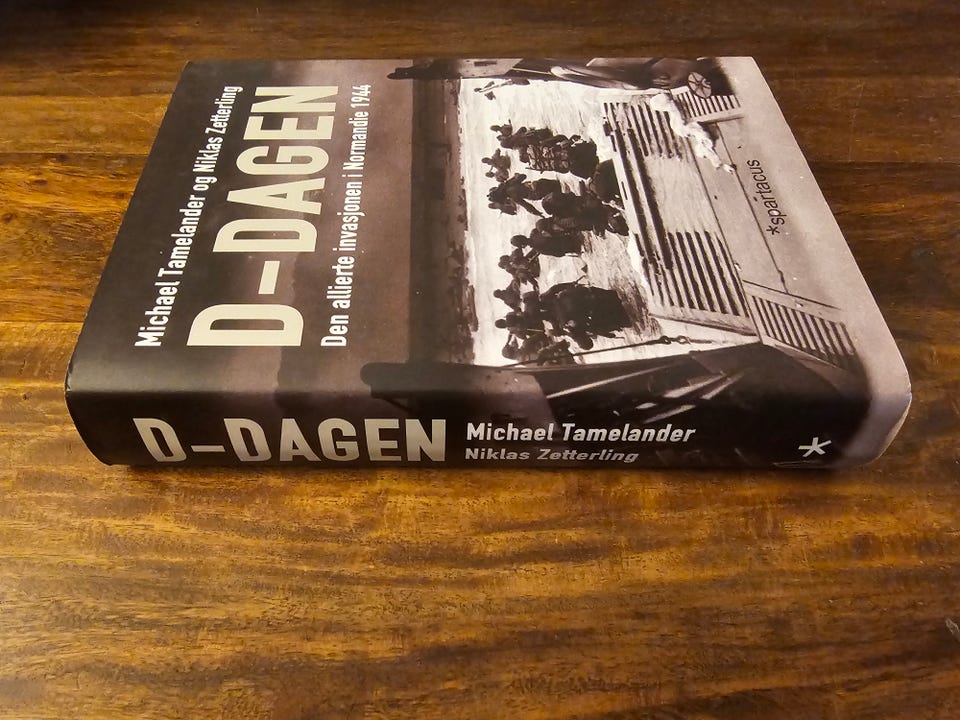 Michael Tamelander og Niklas Zetterling
D-DAGEN
Den allierte invasjonen i Normandie 1944
*spartacus
D-DAGEN
Michael Tamelander
Niklas Zetterling
*